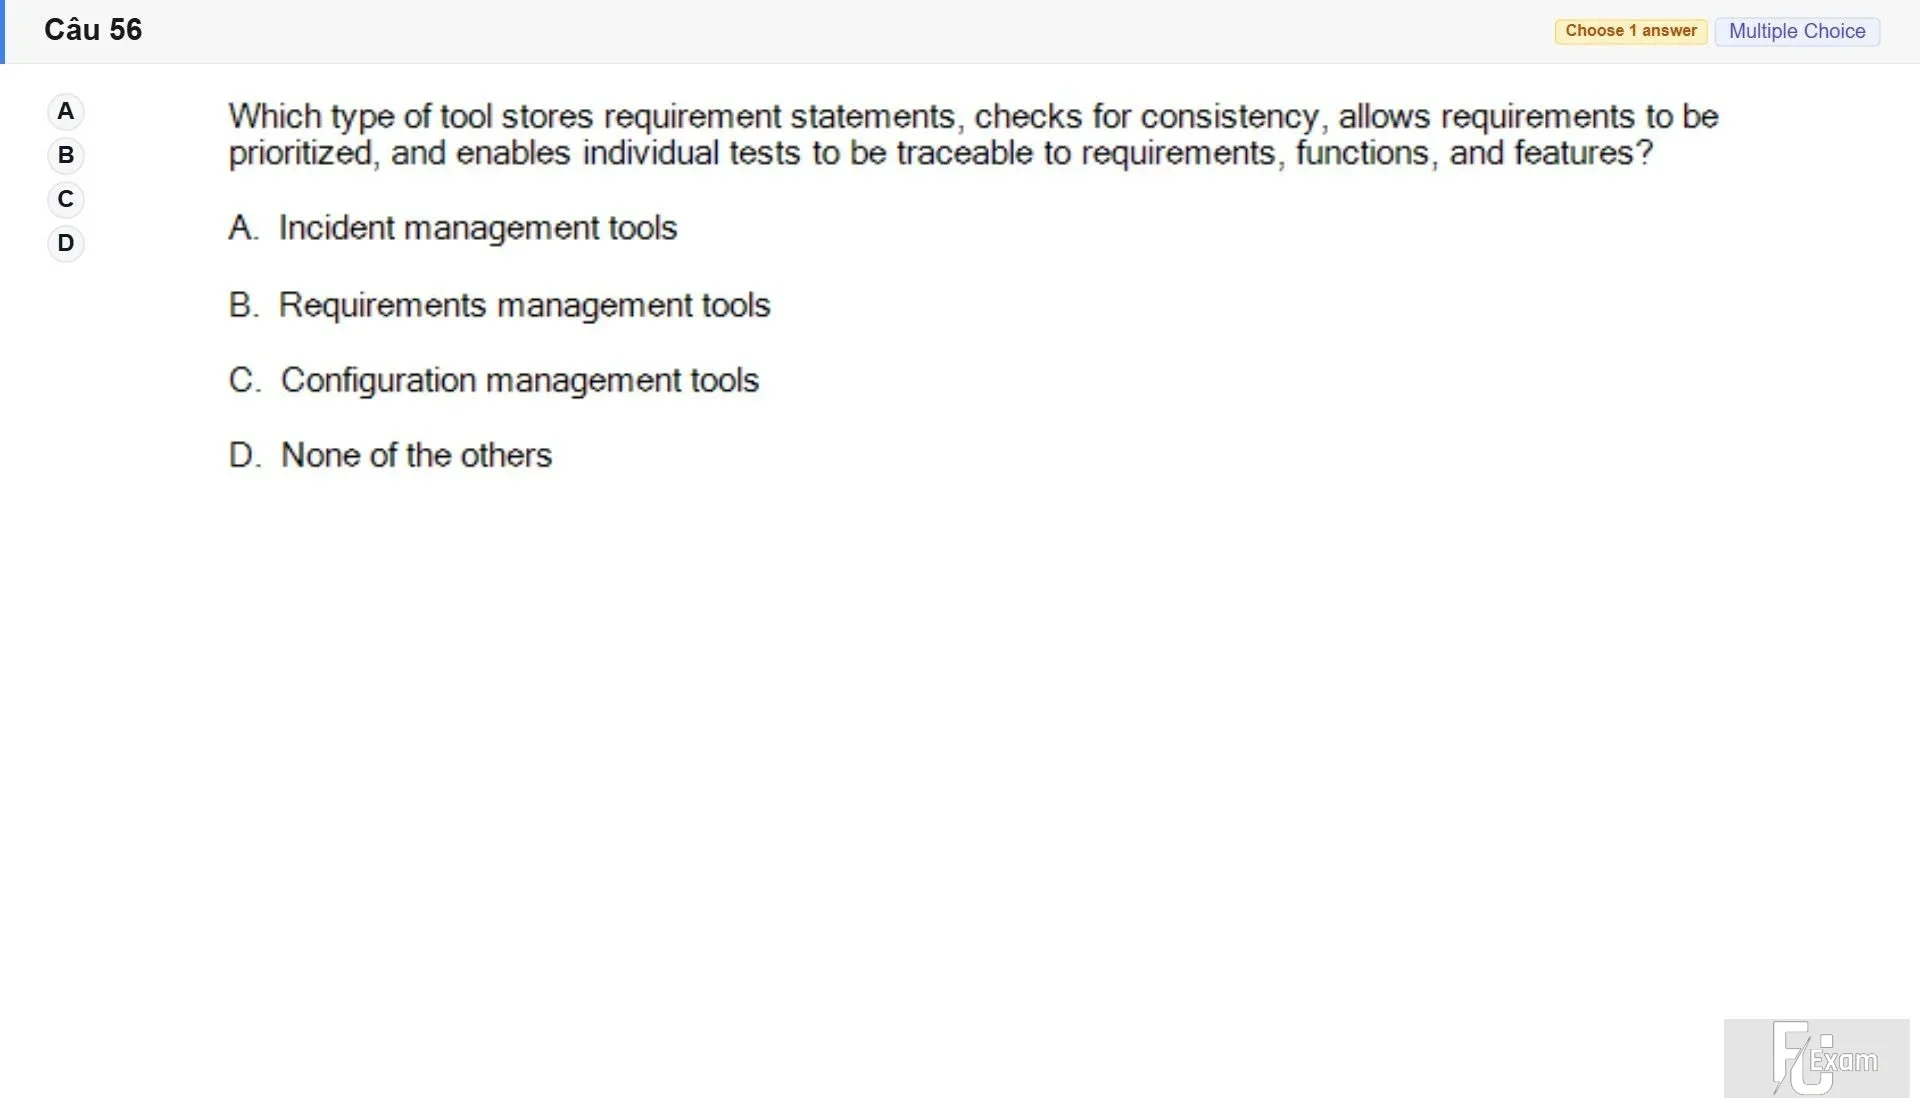 Câu 56
Choose 1 answer
Multiple Choice
A
B
C
D
Which type of tool stores requirement statements, checks for consistency, allows requirements to be
prioritized, and enables individual tests to be traceable to requirements, functions, and features?
A. Incident management tools
B. Requirements management tools
C. Configuration management tools
D. None of the others
FU Exam